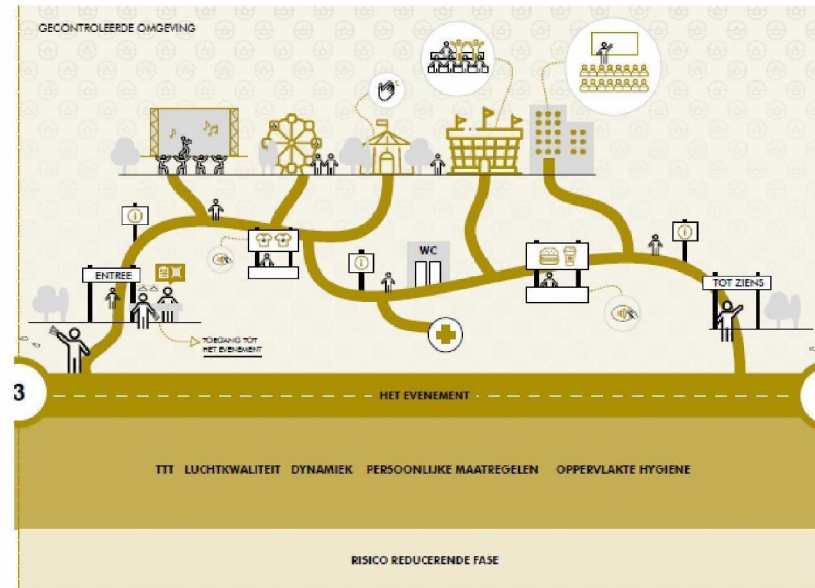 GECONTROLEERDE OMGEVING
WC
ENTREE
TOT ZIENS
TOEGANG TOT
HET EVENEMENT
3
HET EVENEMENT
TTT LUCHTKWALITEIT DYNAMIEK PERSOONLIJKE MAATREGELEN OPPERVLAKTE HYGIENE
RISICO REDUCERENDE FASE